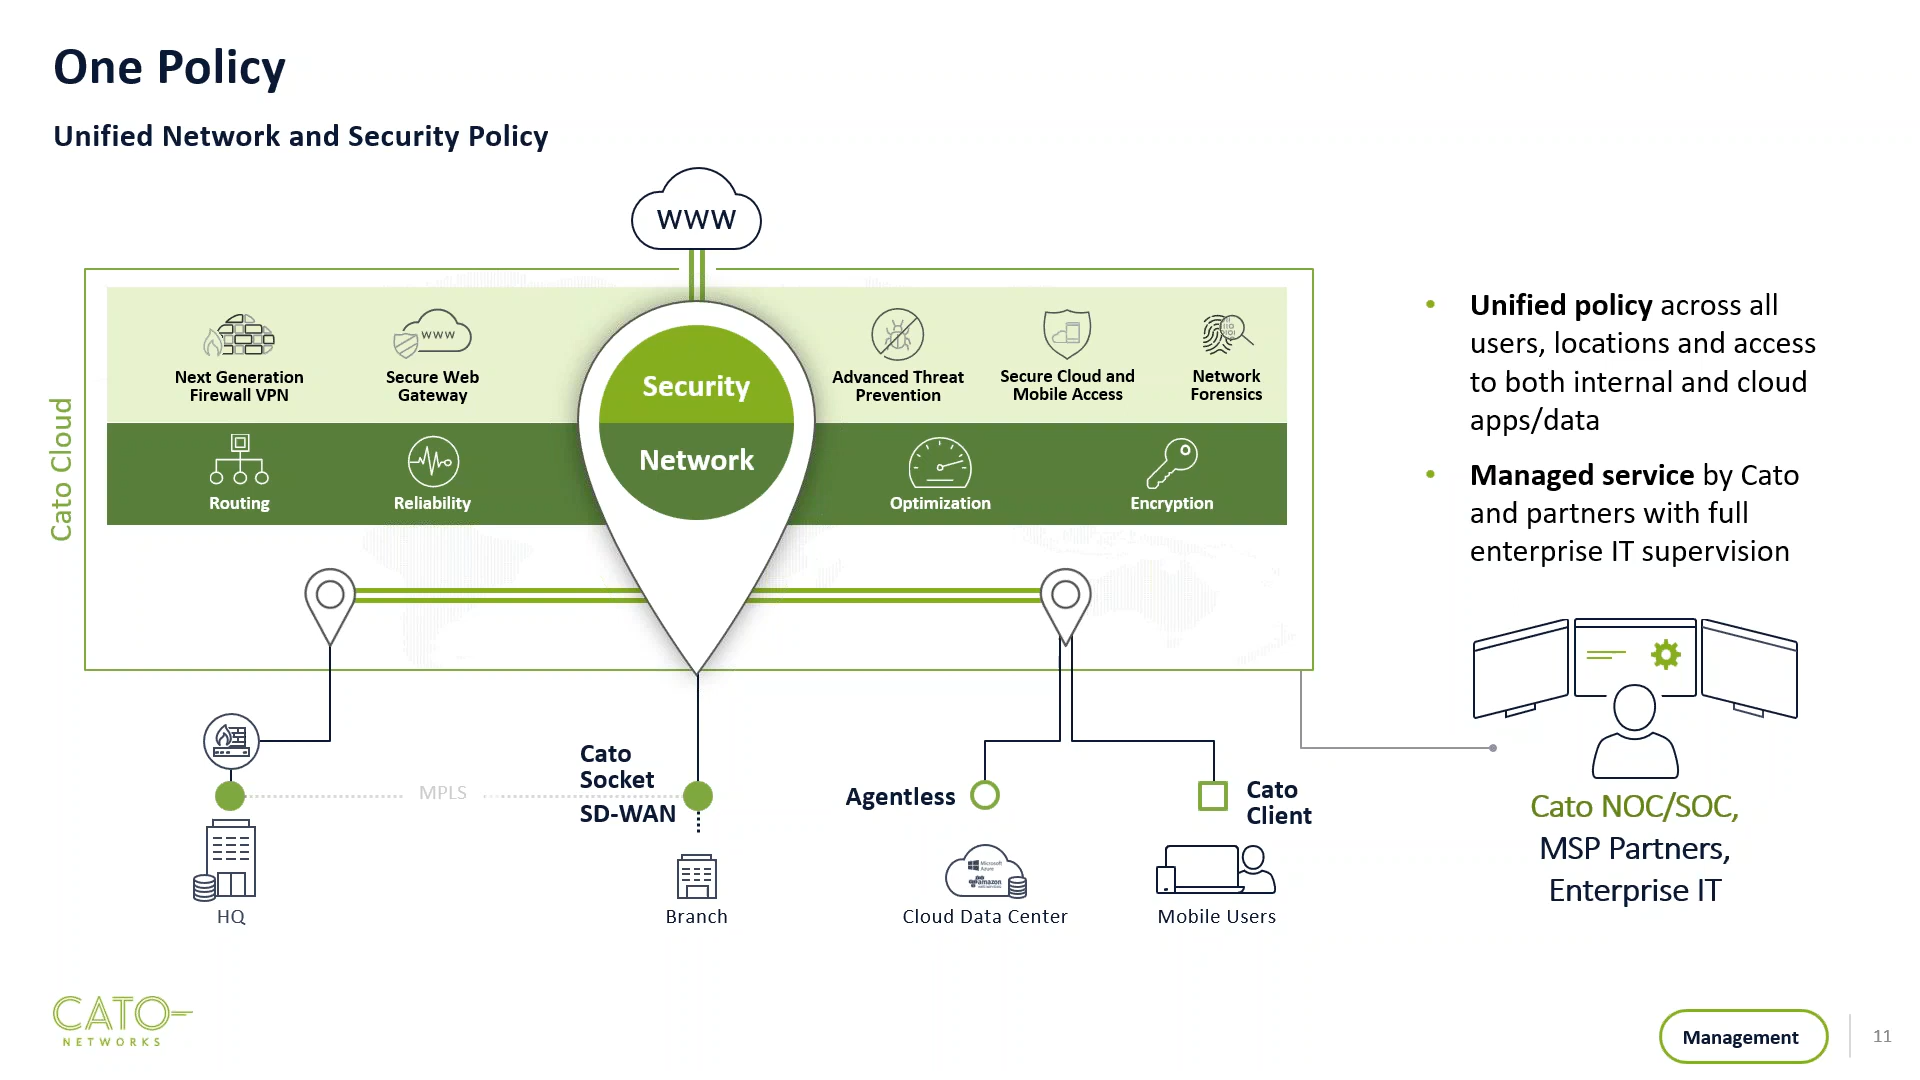 One Policy
Unified Network and Security Policy
WWW
Cato Cloud
Next Generation
Firewall VPN
www
Secure Web
Gateway
Security
Advanced Threat
Prevention
Secure Cloud and
Mobile Access
Network
Forensics
Routing
Reliability
Network
Optimization
Encryption
Unified policy across all
users, locations and access
to both internal and cloud
apps/data
Managed service by Cato
and partners with full
enterprise IT supervision
MPLS
Cato
Socket
SD-WAN
Agentless
Cato
Client
Microsoft
Azure
amazon
HQ
Branch
Cloud Data Center
Mobile Users
Cato NOC/SOC,
MSP Partners,
Enterprise IT
CATO
NETWORKS
Management
11